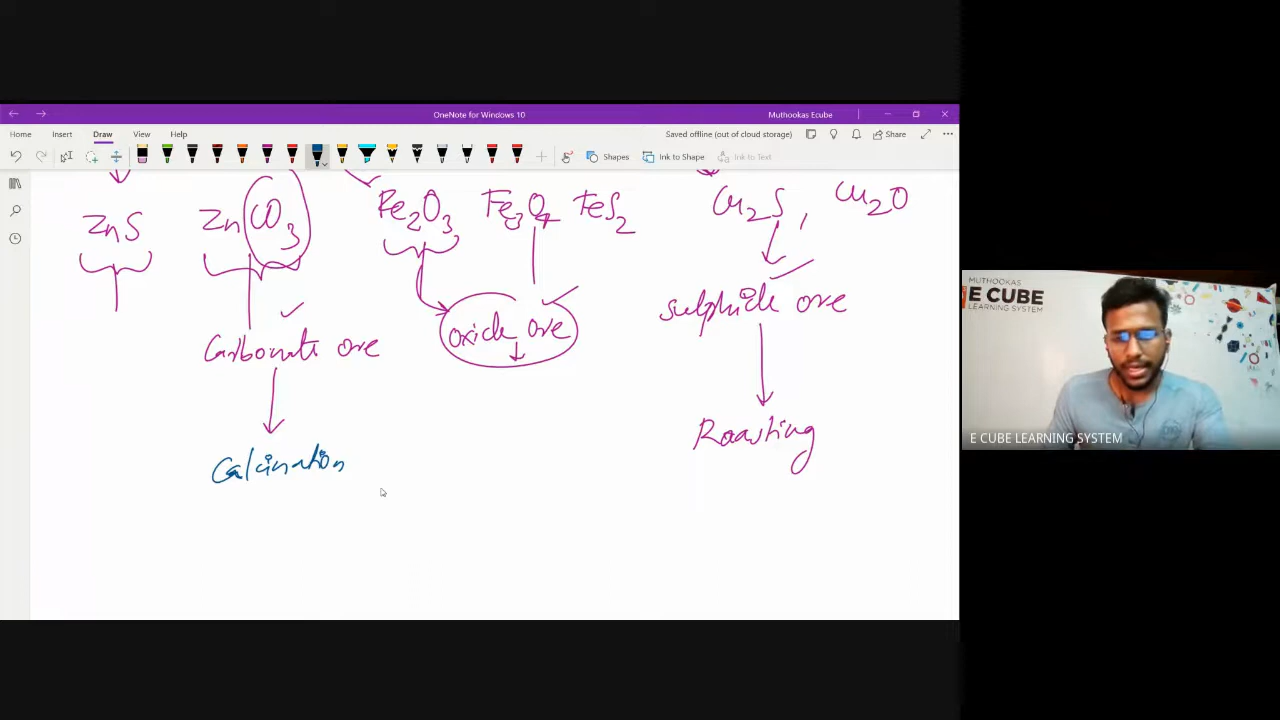 OneNote for Windows 10
Muthookas Ecube
Home Insert Draw View Help
Saved offline (out of cloud storage)
Share
Shapes
Ink to Shape
Ink to Text
ZnS ZnCO3 Fe2O3 Fe3O4 FeS2 Cu2S, Cu2O
Carbonate ore
oxide ore
sulphide ore
Calcination
Roasting
MUTHOOKAS
E CUBE
LEARNING SYSTEM
E CUBE LEARNING SYSTEM